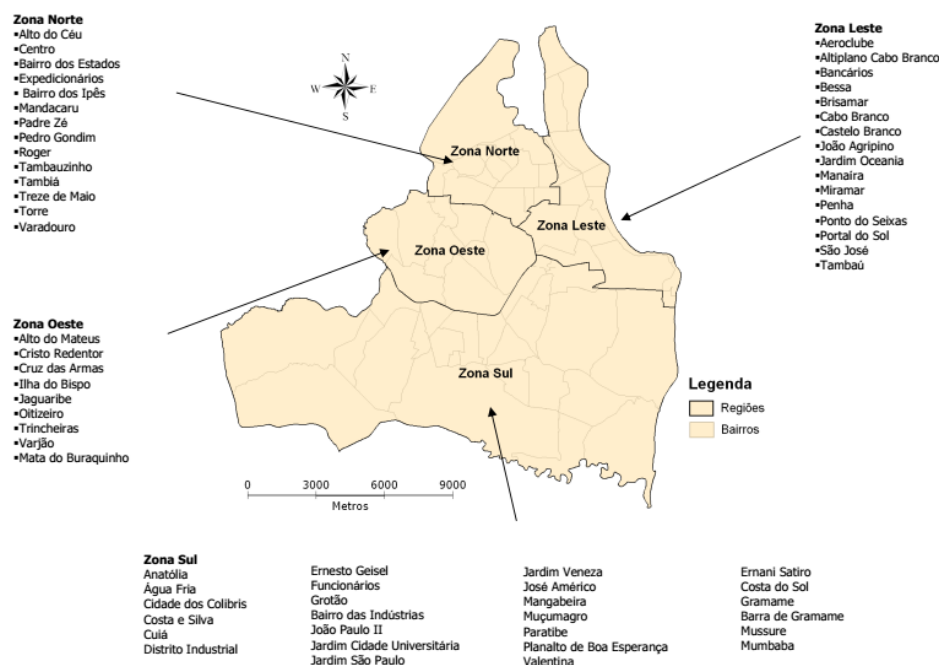 Zona Norte
▪Alto do Céu
▪Centro
▪Bairro dos Estados
▪Expedicionários
▪ Bairro dos Ipês
▪Mandacaru
▪Padre Zé
▪Pedro Gondim
▪Roger
▪Tambauzinho
▪Tambiá
▪Treze de Maio
▪Torre
▪Varadouro
N
W E
S
Zona Leste
▪Aeroclube
▪Altiplano Cabo Branco
▪Bancários
▪Bessa
▪Brisamar
▪Cabo Branco
▪Castelo Branco
▪João Agripino
▪Jardim Oceania
▪Manaíra
▪Miramar
▪Penha
▪Ponto do Seixas
▪Portal do Sol
▪São José
▪Tambaú
Zona Norte
Zona Leste
Zona Oeste
Zona Sul
Zona Oeste
▪Alto do Mateus
▪Cristo Redentor
▪Cruz das Armas
▪Ilha do Bispo
▪Jaguaribe
▪Oitizeiro
▪Trincheiras
▪Varjão
▪Mata do Buraquinho
Legenda
Regiões
Bairros
0 3000 6000 9000
Metros
Zona Sul
Anatólia
Água Fria
Cidade dos Colibris
Costa e Silva
Cuiá
Distrito Industrial
Ernesto Geisel
Funcionários
Grotão
Bairro das Indústrias
João Paulo II
Jardim Cidade Universitária
Jardim São Paulo
Jardim Veneza
José Américo
Mangabeira
Muçumagro
Paratibe
Planalto de Boa Esperança
Valentina
Ernani Satiro
Costa do Sol
Gramame
Barra de Gramame
Mussure
Mumbaba